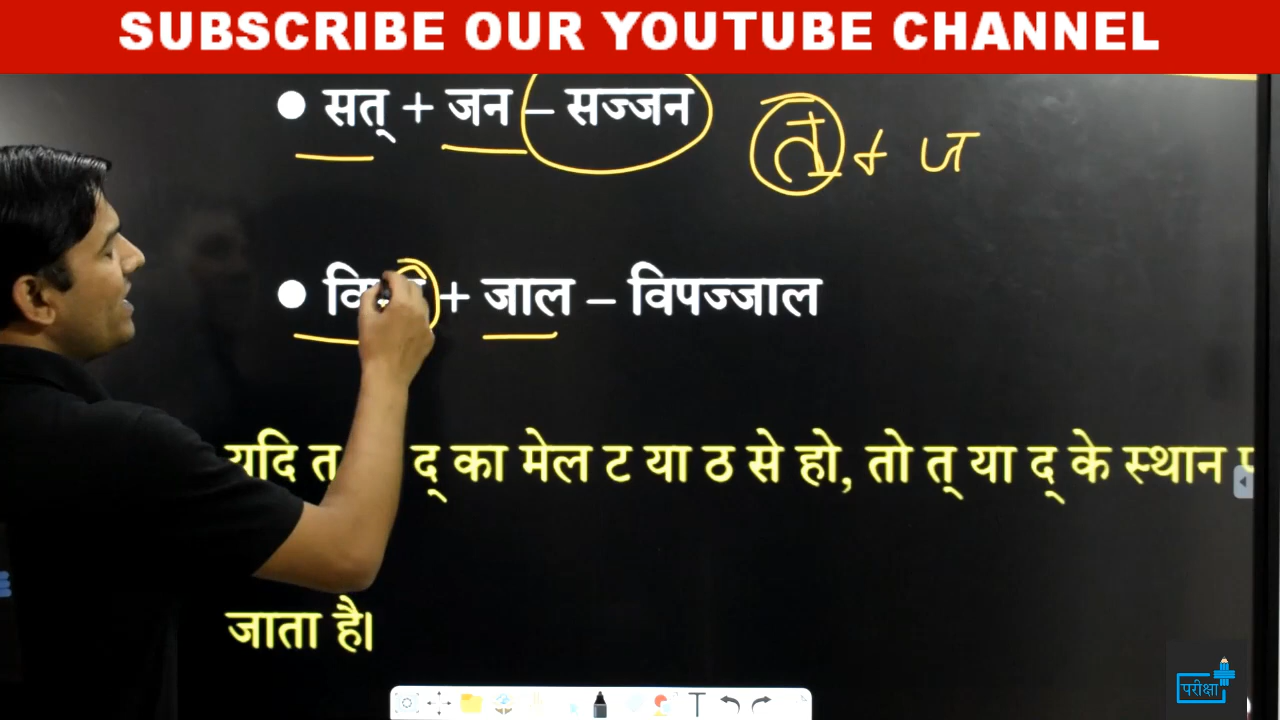 SUBSCRIBE OUR YOUTUBE CHANNEL
● सत् + जन – सज्जन त् + ज
● + जाल – विपज्जाल
यदि द् का मेल ट या ठ से हो, तो त् या द् के स्थान
जाता है।
परीक्षा